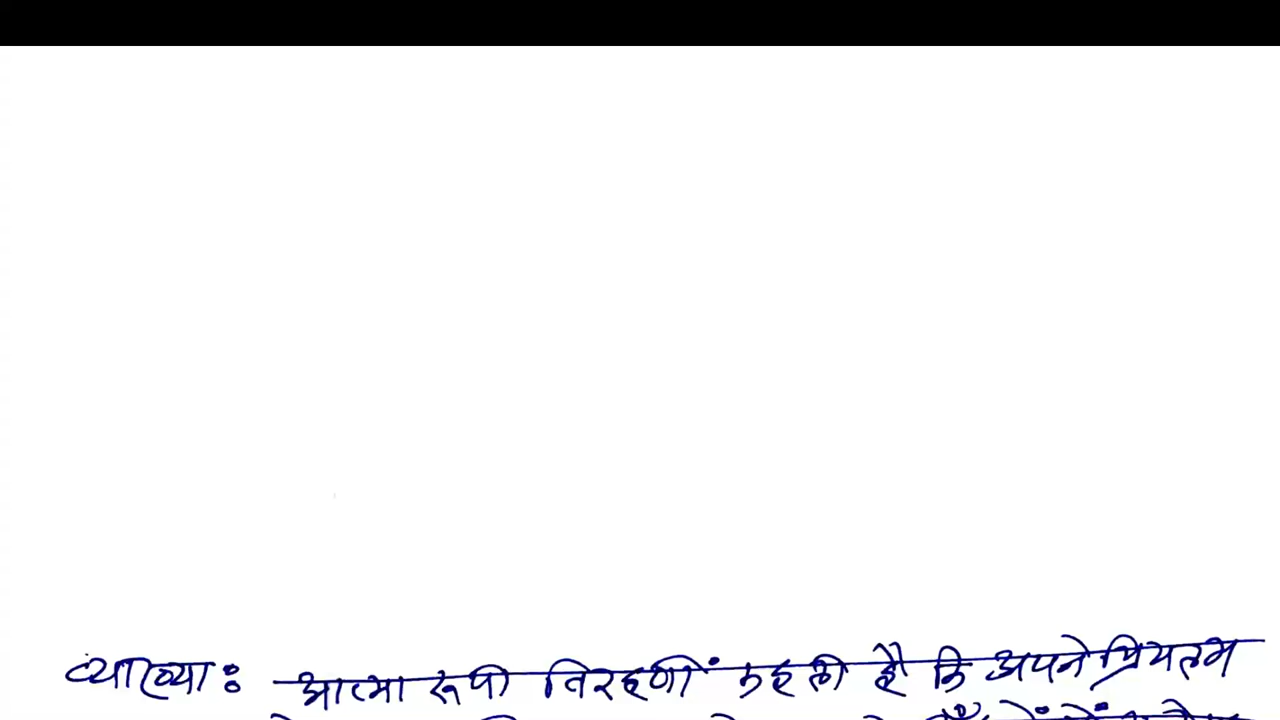 व्याख्याः आत्मा रूपी विरहणीं कहती है कि अपने प्रियतम